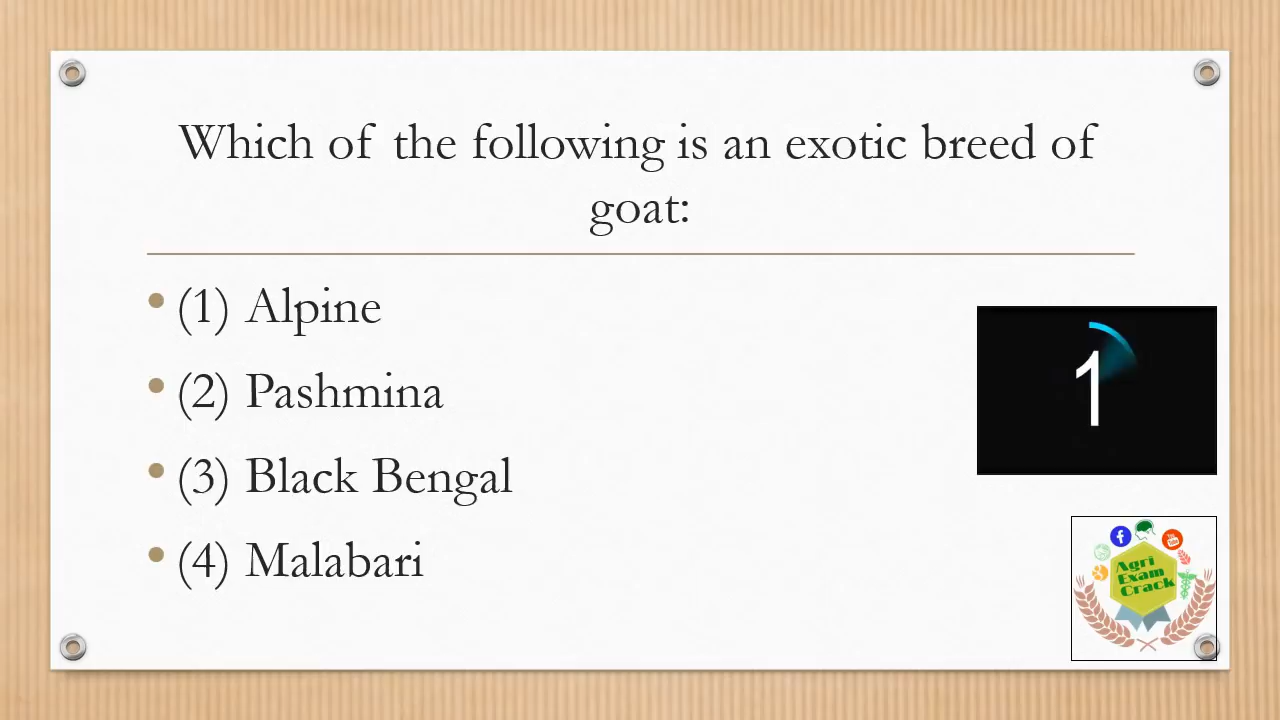 Which of the following is an exotic breed of
goat:
• (1) Alpine
• (2) Pashmina
• (3) Black Bengal
• (4) Malabari
1
Agri
Exam
Crack